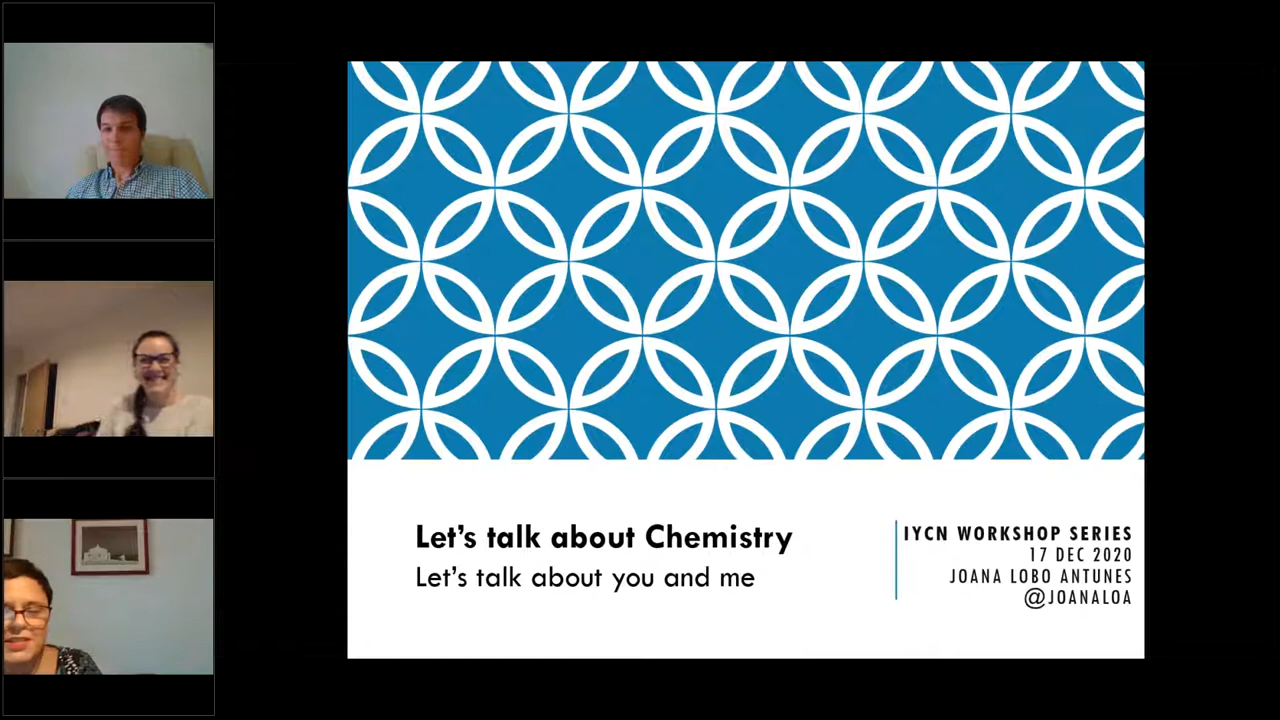 Let's talk about Chemistry
Let's talk about you and me
IYCN WORKSHOP SERIES
17 DEC 2020
JOANA LOBO ANTUNES
@JOANALOA